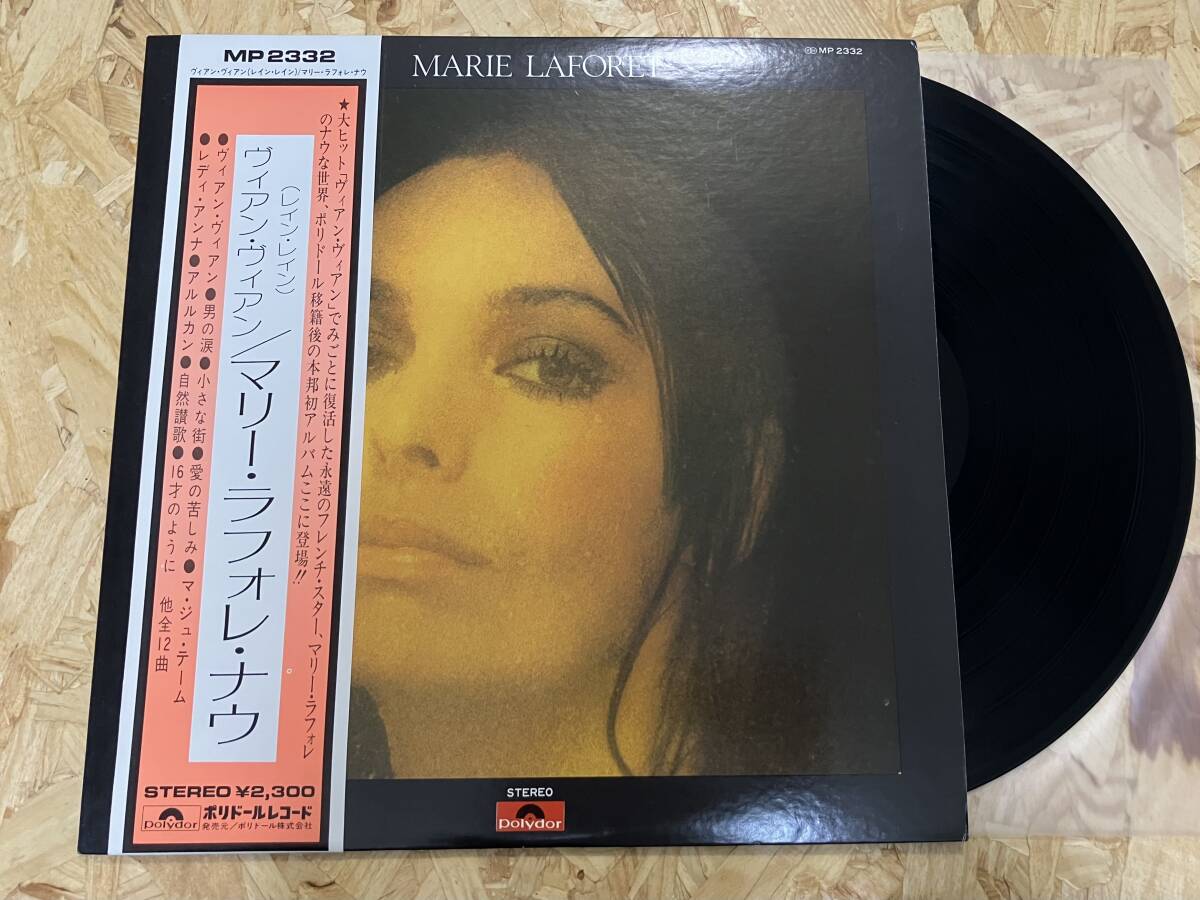 MP 2332
ヴィアン・ヴィアン(レイン・レイン)/マリー・ラフォレ・ナウ
★大ヒット「ヴィアン・ヴィアン」でみごとに復活した永遠のフレンチ・スター、マリー・ラフォレ
のナウな世界、ポリドール移籍後の本邦初アルバムここに登場!!
(レイン・レイン)
ヴィアン・ヴィアン/マリー・ラフォレ・ナウ
●ヴィアン・ヴィアン●男の涙●小さな街●愛の苦しみ●マ・ジュ・テーム
●レディ・アンナ●アルルカン●自然讃歌●16才のように 他全12曲
STEREO ¥2,300
polydor
ポリドールレコード
発売元/ポリドール株式会社
MARIE LAFORET
MP 2332
STEREO
polydor